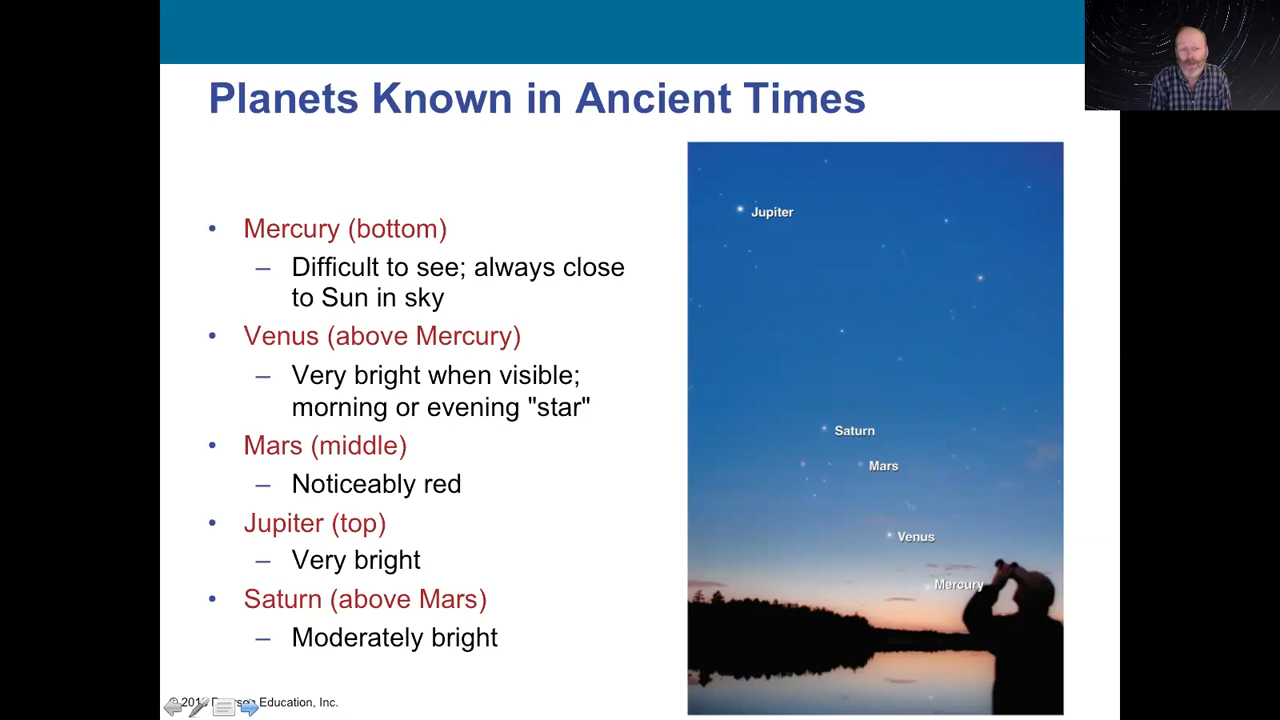 Planets Known in Ancient Times
• Mercury (bottom)
– Difficult to see; always close
to Sun in sky
• Venus (above Mercury)
– Very bright when visible;
morning or evening "star"
• Mars (middle)
– Noticeably red
• Jupiter (top)
– Very bright
• Saturn (above Mars)
– Moderately bright
Jupiter
Saturn
Mars
Venus
Mercury
© Education, Inc.